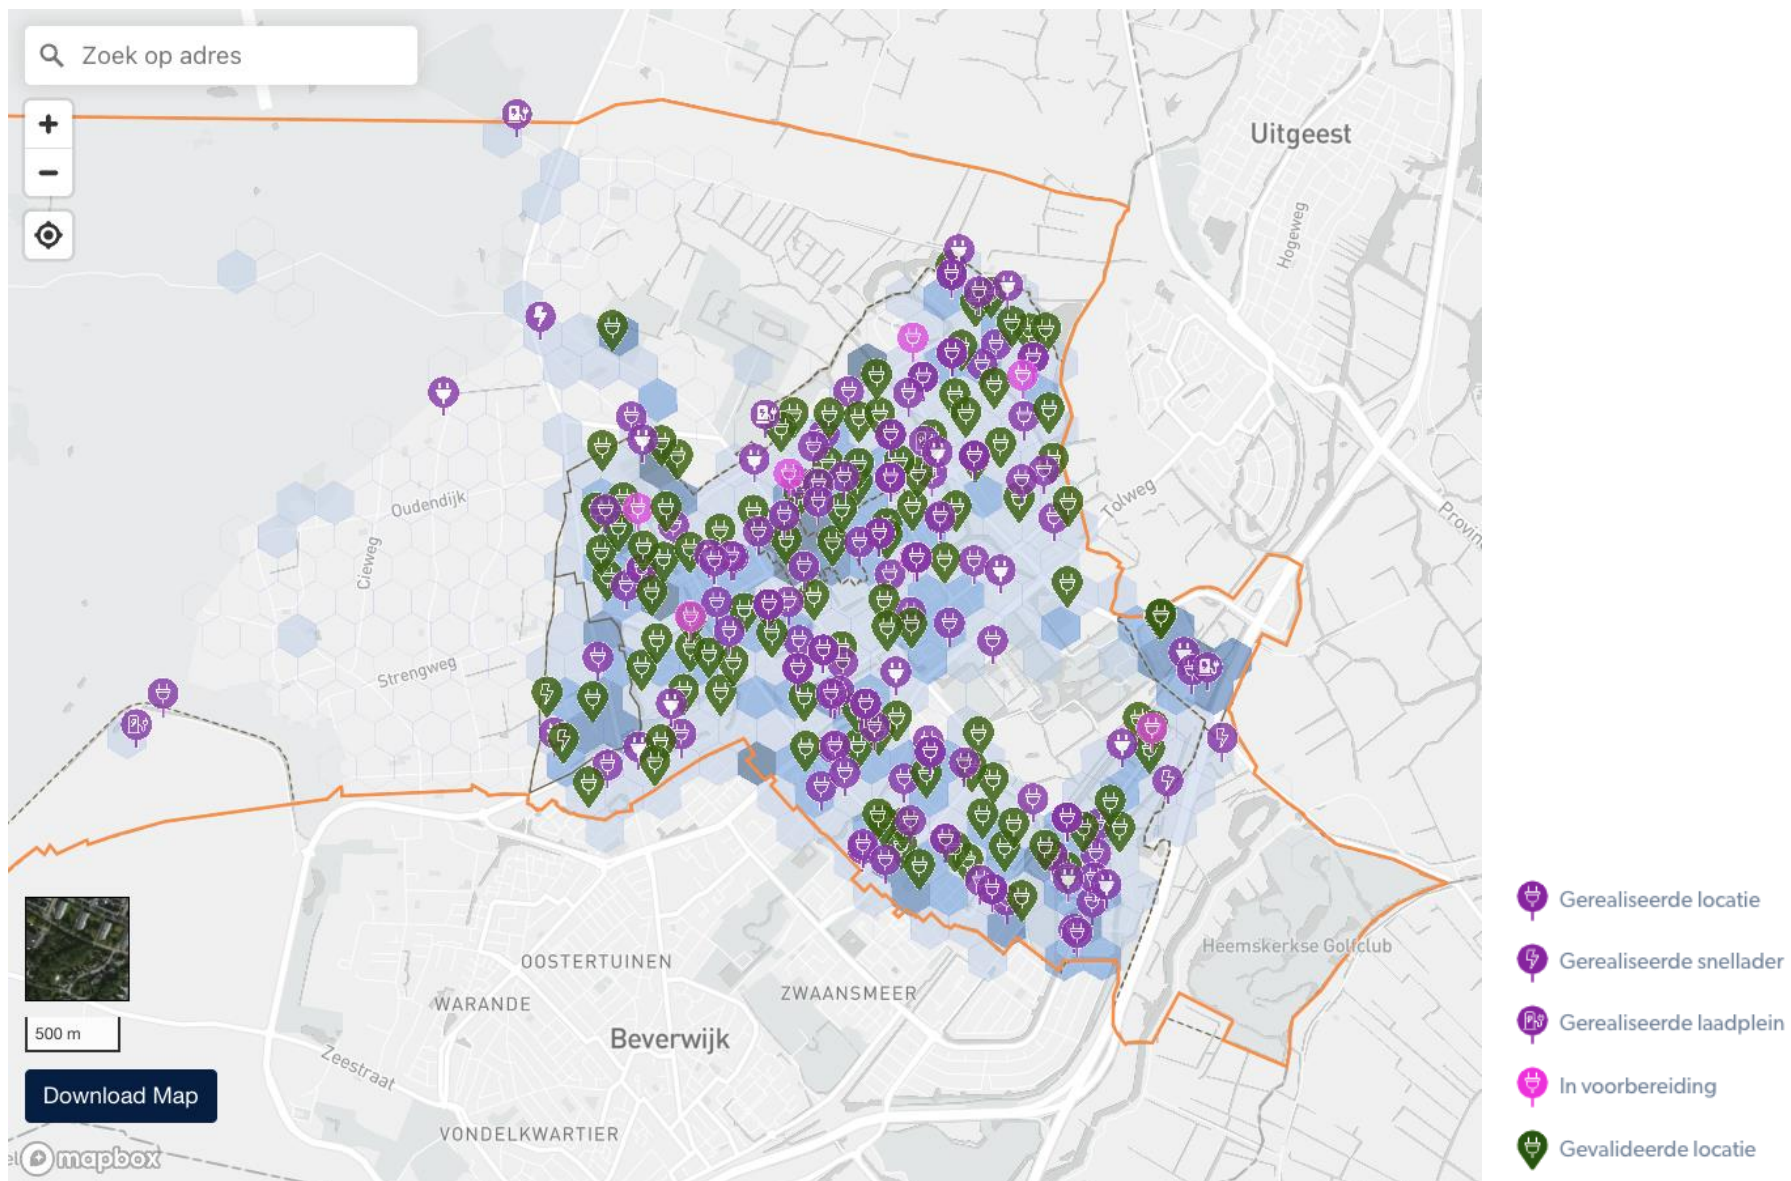 Zoek op adres
+
−
Uitgeest
Hogeweg
Tolweg
Oudendijk
Cieweg
Strengweg
Heemskerkse Golfclub
OOSTERTUINEN
WARANDE
ZWAANSMEER
Beverwijk
Zeestraat
VONDELKWARTIER
500 m
Download Map
mapbox
Gerealiseerde locatie
Gerealiseerde snellader
Gerealiseerde laadplein
In voorbereiding
Gevalideerde locatie